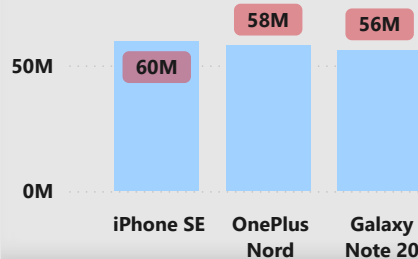 58M
56M
50M
60M
0M
iPhone SE
OnePlus
Nord
Galaxy
Note 20